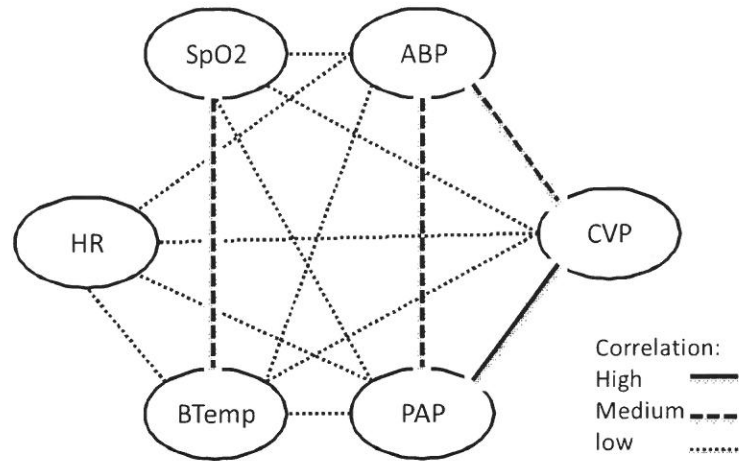 SpO2
ABP
HR
CVP
BTemp
PAP
Correlation:
High
Medium
low